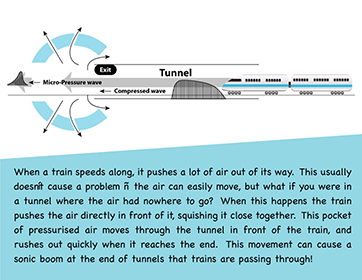 Exit
Tunnel
Micro-Pressure wave
Compressed wave
When a train speeds along, it pushes a lot of air out of its way. This usually
doesñt cause a problem ñ the air can easily move, but what if you were in
a tunnel where the air had nowhere to go? When this happens the train
pushes the air directly in front of it, squishing it close together. This pocket
of pressurised air moves through the tunnel in front of the train, and
rushes out quickly when it reaches the end. This movement can cause a
sonic boom at the end of tunnels that trains are passing through!